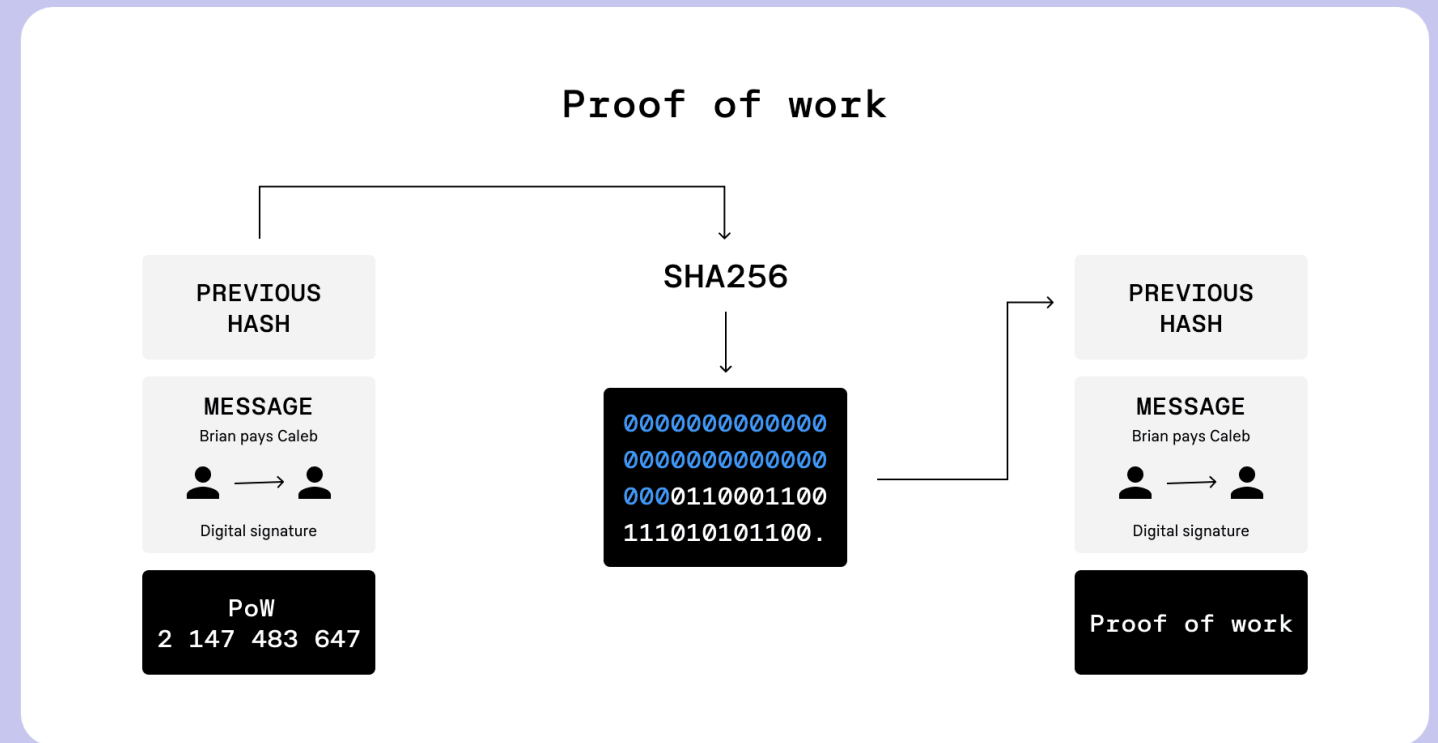 Proof of work
PREVIOUS
HASH
MESSAGE
Brian pays Caleb
Digital signature
PoW
2 147 483 647
SHA256
0000000000000
0000000000000
0000110001100
111010101100.
PREVIOUS
HASH
MESSAGE
Brian pays Caleb
Digital signature
Proof of work